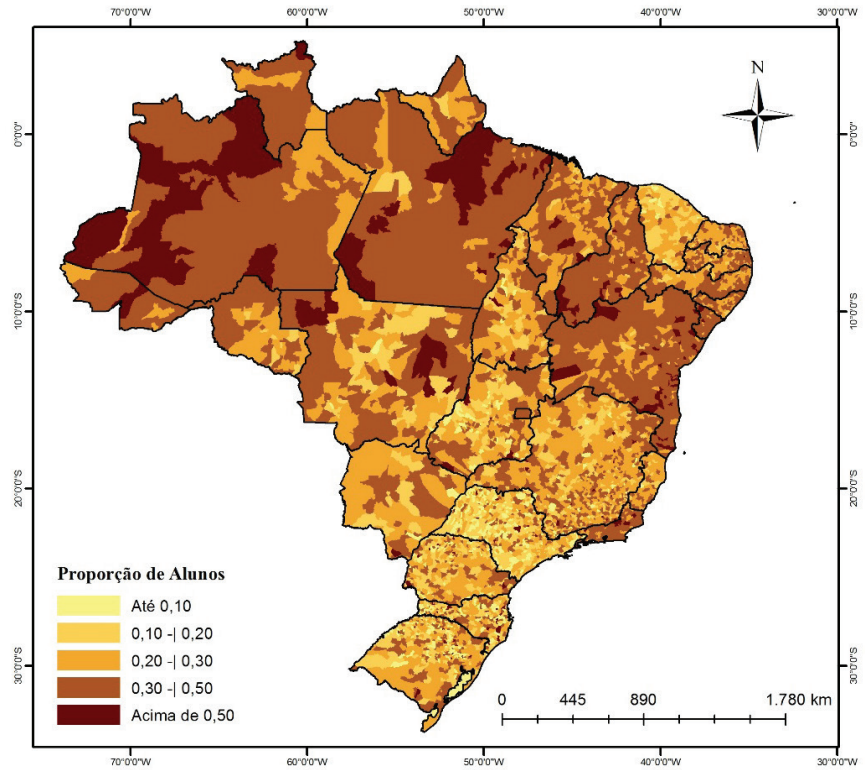 70°0'0"W 60°0'0"W 50°0'0"W 40°0'0"W 30°0'0"W
N
0°0'0" 0°0'0"
10°0'0"S 10°0'0"S
20°0'0"S 20°0'0"S
30°0'0"S 30°0'0"S
Proporção de Alunos
Até 0,10
0,10 -| 0,20
0,20 -| 0,30
0,30 -| 0,50
Acima de 0,50
0 445 890 1.780 km
70°0'0"W 60°0'0"W 50°0'0"W 40°0'0"W 30°0'0"W